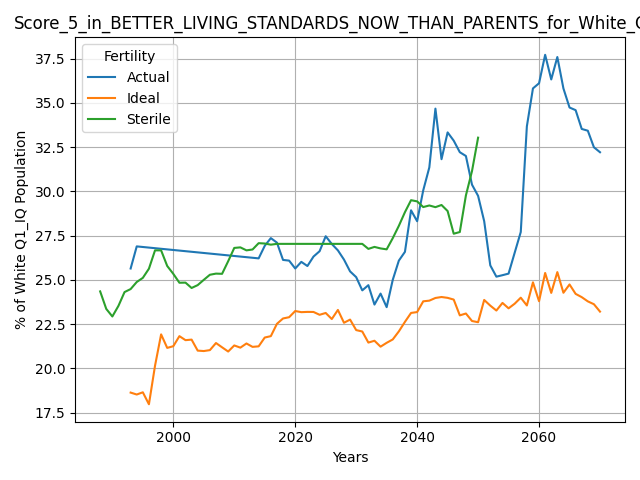 Score_5_in_BETTER_LIVING_STANDARDS_NOW_THAN_PARENTS_for_White_
Fertility
Actual
Ideal
Sterile
37.5
35.0
32.5
30.0
27.5
25.0
22.5
20.0
17.5
% of White Q1_IQ Population
2000
2020
2040
2060
Years